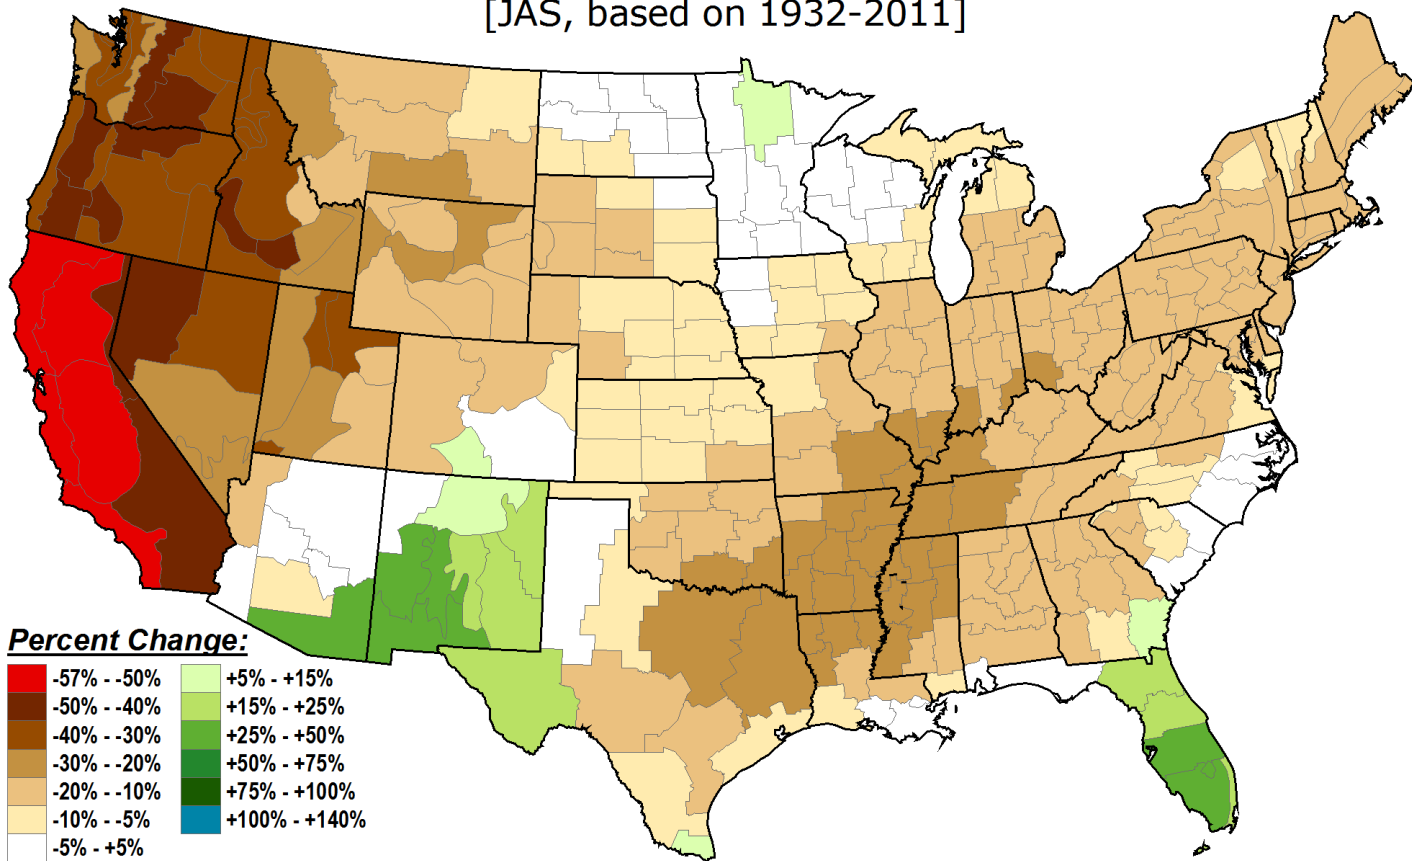 [JAS, based on 1932-2011]
Percent Change:
-57% - -50%
-50% - -40%
-40% - -30%
-30% - -20%
-20% - -10%
-10% - -5%
-5% - +5%
+5% - +15%
+15% - +25%
+25% - +50%
+50% - +75%
+75% - +100%
+100% - +140%